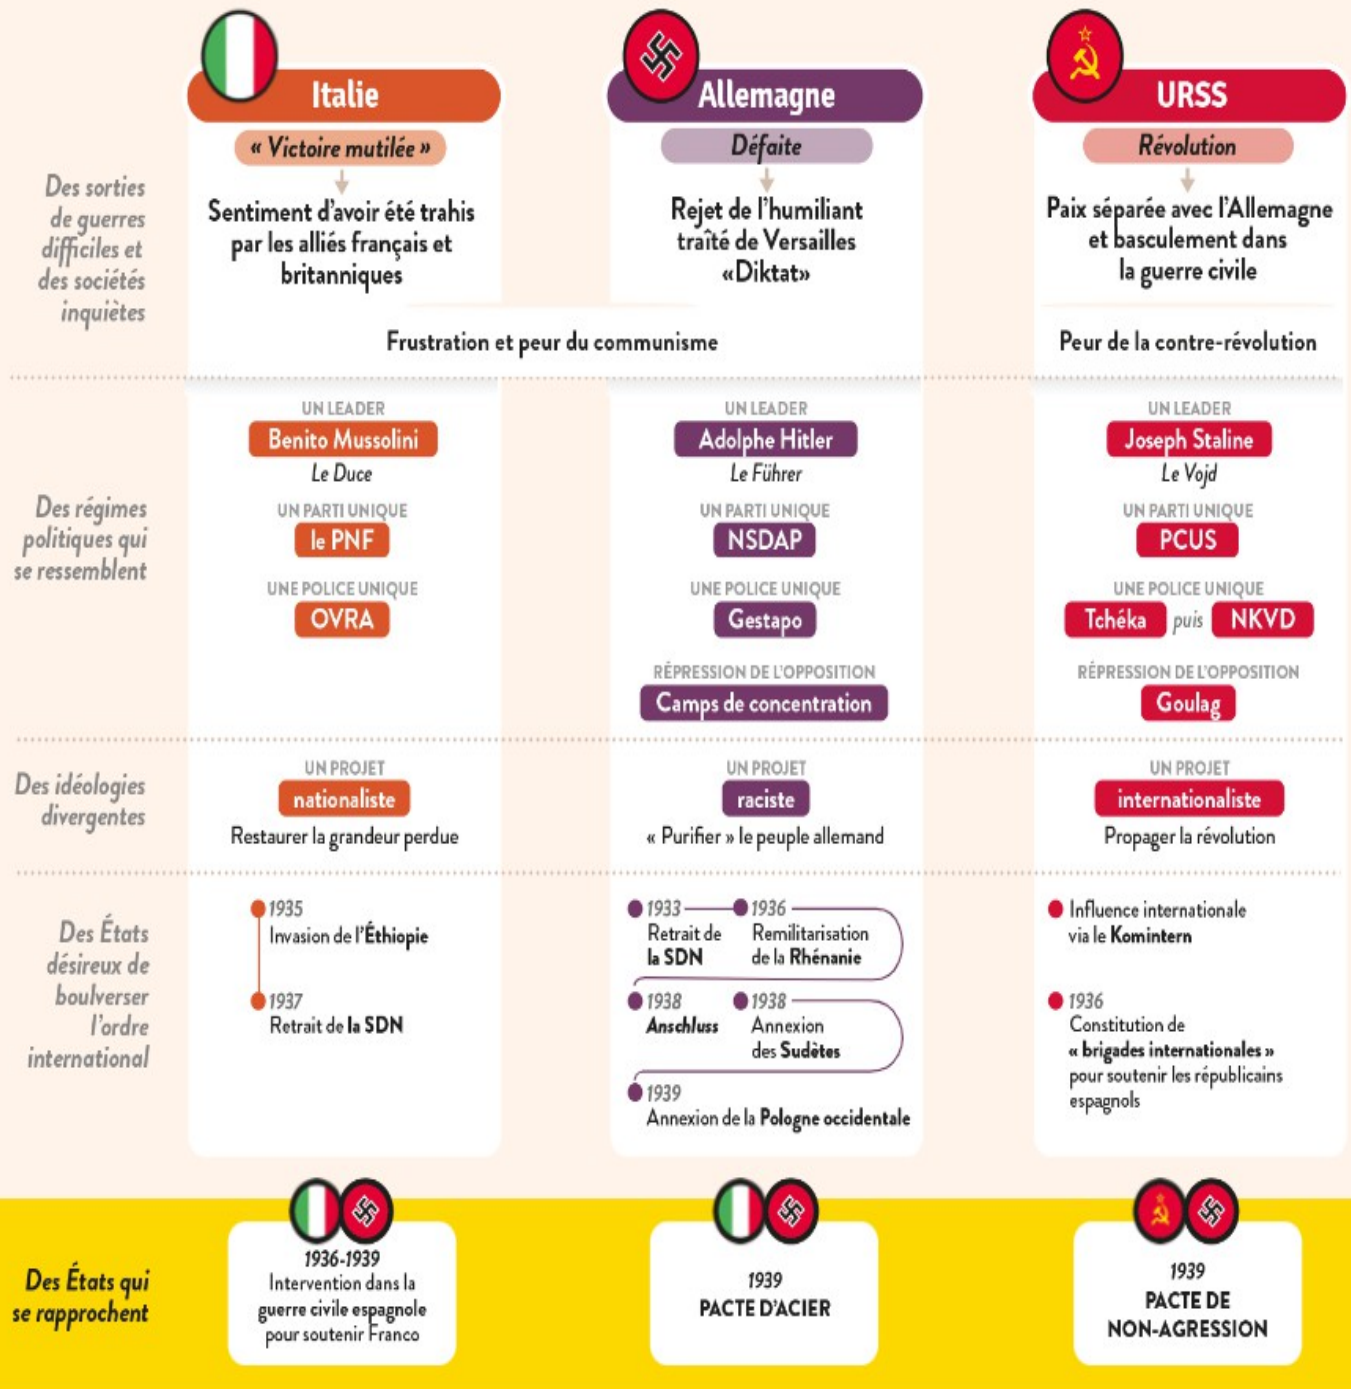 Italie
« Victoire mutilée »
Sentiment d'avoir été trahis
par les alliés français et
britanniques
Allemagne
Défaite
Rejet de l'humiliant
traîté de Versailles
«Diktat»
URSS
Révolution
Paix séparée avec l'Allemagne
et basculement dans
la guerre civile
Des sorties
de guerres
difficiles et
des sociétés
inquiètes
Frustration et peur du communisme
Peur de la contre-révolution
Des régimes
politiques qui
se ressemblent
UN LEADER
Benito Mussolini
Le Duce
UN PARTI UNIQUE
le PNF
UNE POLICE UNIQUE
OVRA
UN LEADER
Adolphe Hitler
Le Führer
UN PARTI UNIQUE
NSDAP
UNE POLICE UNIQUE
Gestapo
RÉPRESSION DE L'OPPOSITION
Camps de concentration
UN LEADER
Joseph Staline
Le Vojd
UN PARTI UNIQUE
PCUS
UNE POLICE UNIQUE
Tchéka puis NKVD
RÉPRESSION DE L'OPPOSITION
Goulag
Des idéologies
divergentes
UN PROJET
nationaliste
Restaurer la grandeur perdue
UN PROJET
raciste
« Purifier » le peuple allemand
UN PROJET
internationaliste
Propager la révolution
Des États
désireux de
boulverser
l'ordre
international
1935
Invasion de l'Éthiopie
1937
Retrait de la SDN
1933
Retrait de
la SDN
1936
Remilitarisation
de la Rhénanie
1938
Anschluss
1938
Annexion
des Sudètes
1939
Annexion de la Pologne occidentale
Influence internationale
via le Komintern
1936
Constitution de
« brigades internationales »
pour soutenir les républicains
espagnols
Des États qui
se rapprochent
1936-1939
Intervention dans la
guerre civile espagnole
pour soutenir Franco
1939
PACTE D'ACIER
1939
PACTE DE
NON-AGRESSION